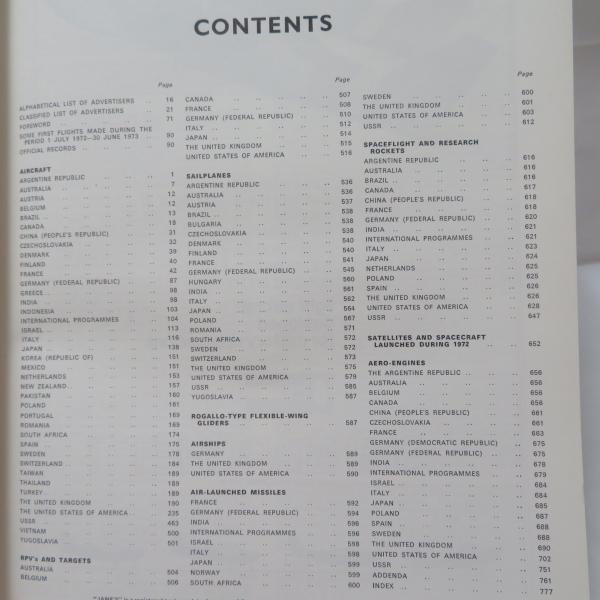 CONTENTS
Page
ALPHABETICAL LIST OF ADVERTISERS .. 16
CLASSIFIED LIST OF ADVERTISERS .. 21
FOREWORD .. 71
SOME FIRST FLIGHTS MADE DURING THE
PERIOD 1 JULY 1972—30 JUNE 1973 .. 90
OFFICIAL RECORDS .. 90
AIRCRAFT
ARGENTINE REPUBLIC .. 1
AUSTRALIA .. 7
AUSTRIA .. 12
BELGIUM .. 12
BRAZIL .. 13
CANADA .. 18
CHINA (PEOPLE'S REPUBLIC) .. 31
CZECHOSLOVAKIA .. 32
DENMARK .. 39
FINLAND .. 40
FRANCE .. 42
GERMANY (FEDERAL REPUBLIC) .. 87
GREECE .. 98
INDIA .. 98
INDONESIA .. 103
INTERNATIONAL PROGRAMMES .. 104
ISRAEL .. 113
ITALY .. 116
JAPAN .. 138
KOREA (REPUBLIC OF) .. 151
MEXICO .. 151
NETHERLANDS .. 153
NEW ZEALAND .. 157
PAKISTAN .. 160
POLAND .. 161
PORTUGAL .. 169
ROMANIA .. 169
SOUTH AFRICA .. 174
SPAIN .. 175
SWEDEN .. 178
SWITZERLAND .. 184
TAIWAN .. 189
THAILAND .. 189
TURKEY .. 189
THE UNITED KINGDOM .. 190
THE UNITED STATES OF AMERICA .. 235
USSR .. 463
VIETNAM .. 500
YUGOSLAVIA .. 501
RPV's AND TARGETS
AUSTRALIA .. 504
BELGIUM .. 506
Page
CANADA .. 507
FRANCE .. 508
GERMANY (FEDERAL REPUBLIC) .. 510
ITALY .. 512
JAPAN .. 514
THE UNITED KINGDOM .. 515
UNITED STATES OF AMERICA .. 516
SAILPLANES
ARGENTINE REPUBLIC .. 536
AUSTRALIA .. 536
AUSTRIA .. 537
BRAZIL .. 538
BULGARIA .. 538
CZECHOSLOVAKIA .. 538
DENMARK .. 540
FINLAND .. 540
FRANCE .. 541
GERMANY (FEDERAL REPUBLIC) .. 545
HUNGARY .. 560
INDIA .. 561
ITALY .. 562
JAPAN .. 564
POLAND .. 567
ROMANIA .. 571
SOUTH AFRICA .. 572
SWEDEN .. 572
SWITZERLAND .. 573
THE UNITED KINGDOM .. 575
UNITED STATES OF AMERICA .. 579
USSR .. 585
YUGOSLAVIA .. 587
ROGALLO-TYPE FLEXIBLE-WING
GLIDERS .. 587
AIRSHIPS
GERMANY .. 589
THE UNITED KINGDOM .. 589
UNITED STATES OF AMERICA .. 590
AIR-LAUNCHED MISSILES
FRANCE .. 592
GERMANY (FEDERAL REPUBLIC) .. 594
INDIA .. 596
INTERNATIONAL PROGRAMMES .. 596
ISRAEL .. 598
ITALY .. 598
JAPAN .. 599
NORWAY .. 599
SOUTH AFRICA .. 600
Page
SWEDEN .. 600
THE UNITED KINGDOM .. 601
UNITED STATES OF AMERICA .. 603
USSR .. 612
SPACEFLIGHT AND RESEARCH
ROCKETS
ARGENTINE REPUBLIC .. 616
AUSTRALIA .. 616
BRAZIL .. 616
CANADA .. 617
CHINA (PEOPLE'S REPUBLIC) .. 618
FRANCE .. 618
GERMANY (FEDERAL REPUBLIC) .. 620
INDIA .. 621
INTERNATIONAL PROGRAMMES .. 621
ITALY .. 623
JAPAN .. 624
NETHERLANDS .. 625
POLAND .. 625
SPAIN .. 626
THE UNITED KINGDOM .. 626
UNITED STATES OF AMERICA .. 628
USSR .. 647
SATELLITES AND SPACECRAFT
LAUNCHED DURING 1972 .. 652
AERO-ENGINES
THE ARGENTINE REPUBLIC .. 656
AUSTRALIA .. 656
BELGIUM .. 656
CANADA .. 656
CHINA (PEOPLE'S REPUBLIC) .. 661
CZECHOSLOVAKIA .. 661
FRANCE .. 663
GERMANY (DEMOCRATIC REPUBLIC) .. 675
GERMANY (FEDERAL REPUBLIC) .. 675
INDIA .. 678
INTERNATIONAL PROGRAMMES .. 679
ISRAEL .. 684
ITALY .. 684
JAPAN .. 685
POLAND .. 687
SPAIN .. 688
SWEDEN .. 688
THE UNITED KINGDOM .. 690
UNITED STATES OF AMERICA .. 702
USSR .. 751
ADDENDA .. 761
INDEX .. 777